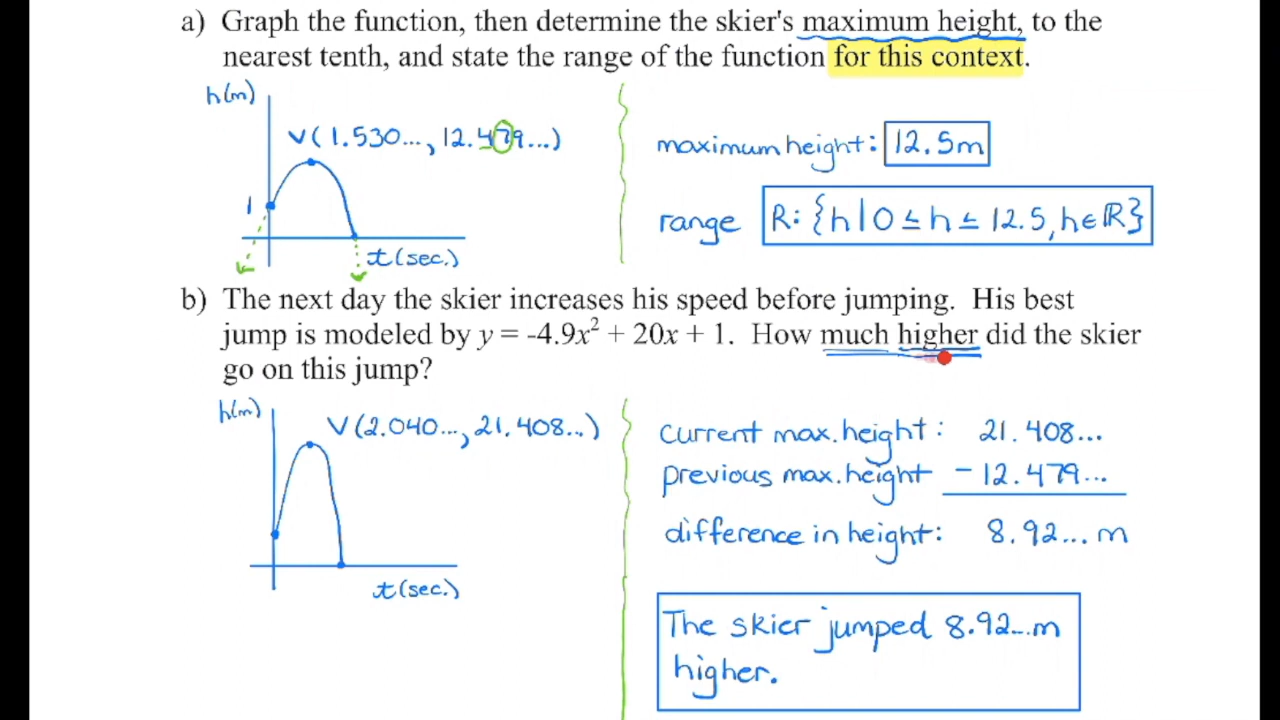 a) Graph the function, then determine the skier's maximum height, to the
nearest tenth, and state the range of the function for this context.
h(m)
V(1.530..., 12.479...)
1
t(sec.)
maximum height: 12.5m
range R: {h|0 ≤ h ≤ 12.5, h∈ℝ}
b) The next day the skier increases his speed before jumping. His best
jump is modeled by y = -4.9x² + 20x + 1. How much higher did the skier
go on this jump?
h(m)
V(2.040..., 21.408...)
t(sec.)
current max. height: 21.408...
previous max. height -12.479...
difference in height: 8.92... m
The skier jumped 8.92...m
higher.